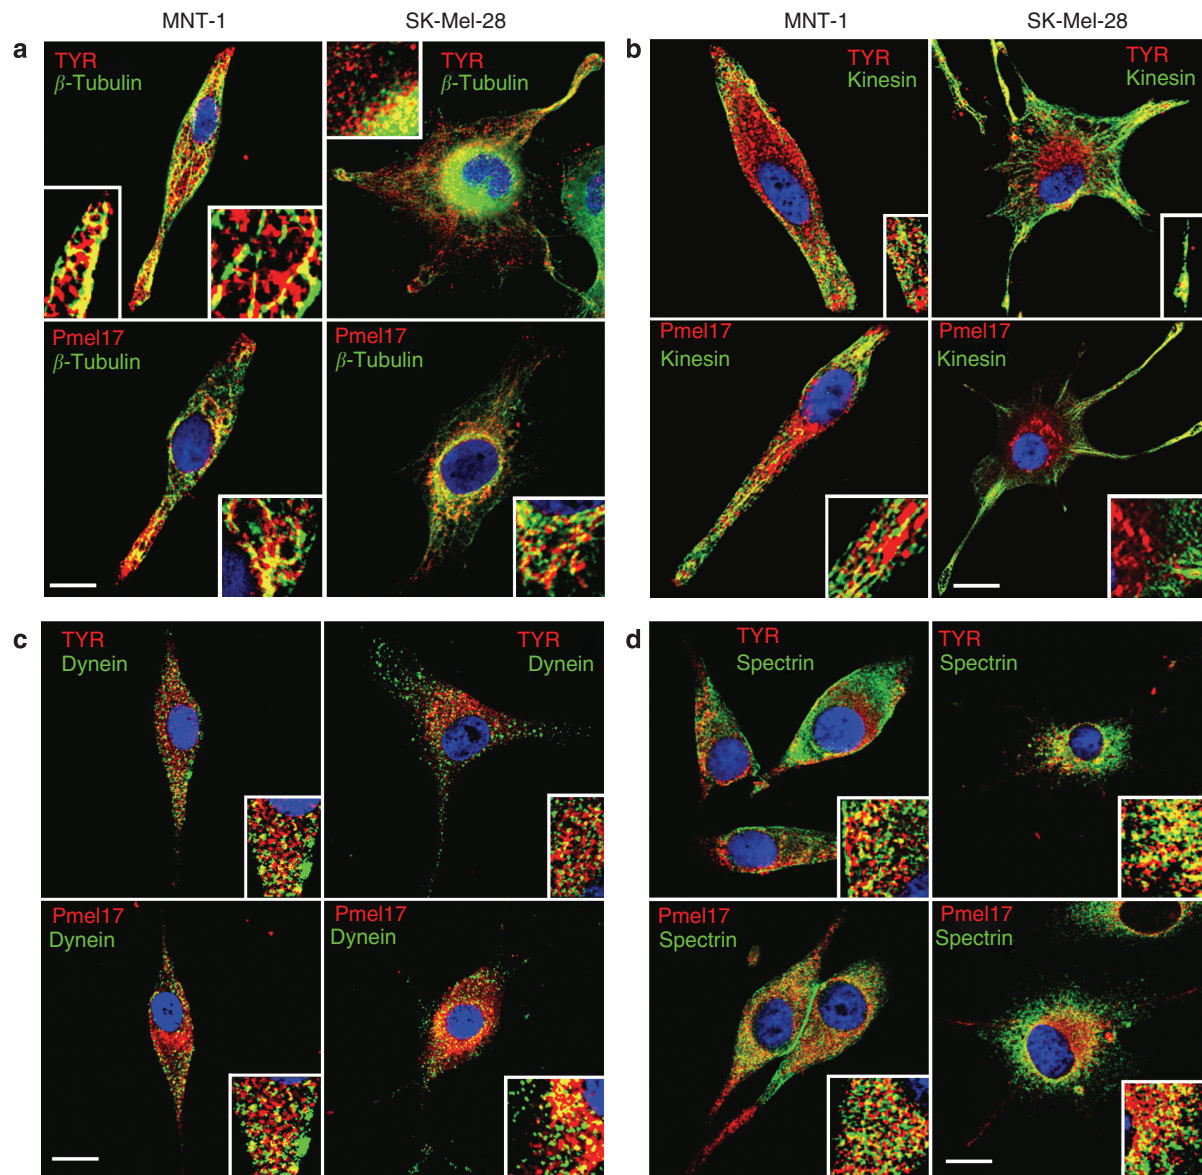 MNT-1 SK-Mel-28 MNT-1 SK-Mel-28
a
TYR
β-Tubulin
TYR
β-Tubulin
b
TYR
Kinesin
TYR
Kinesin
Pmel17
β-Tubulin
Pmel17
β-Tubulin
Pmel17
Kinesin
Pmel17
Kinesin
c
TYR
Dynein
TYR
Dynein
d
TYR
Spectrin
TYR
Spectrin
Pmel17
Dynein
Pmel17
Dynein
Pmel17
Spectrin
Pmel17
Spectrin